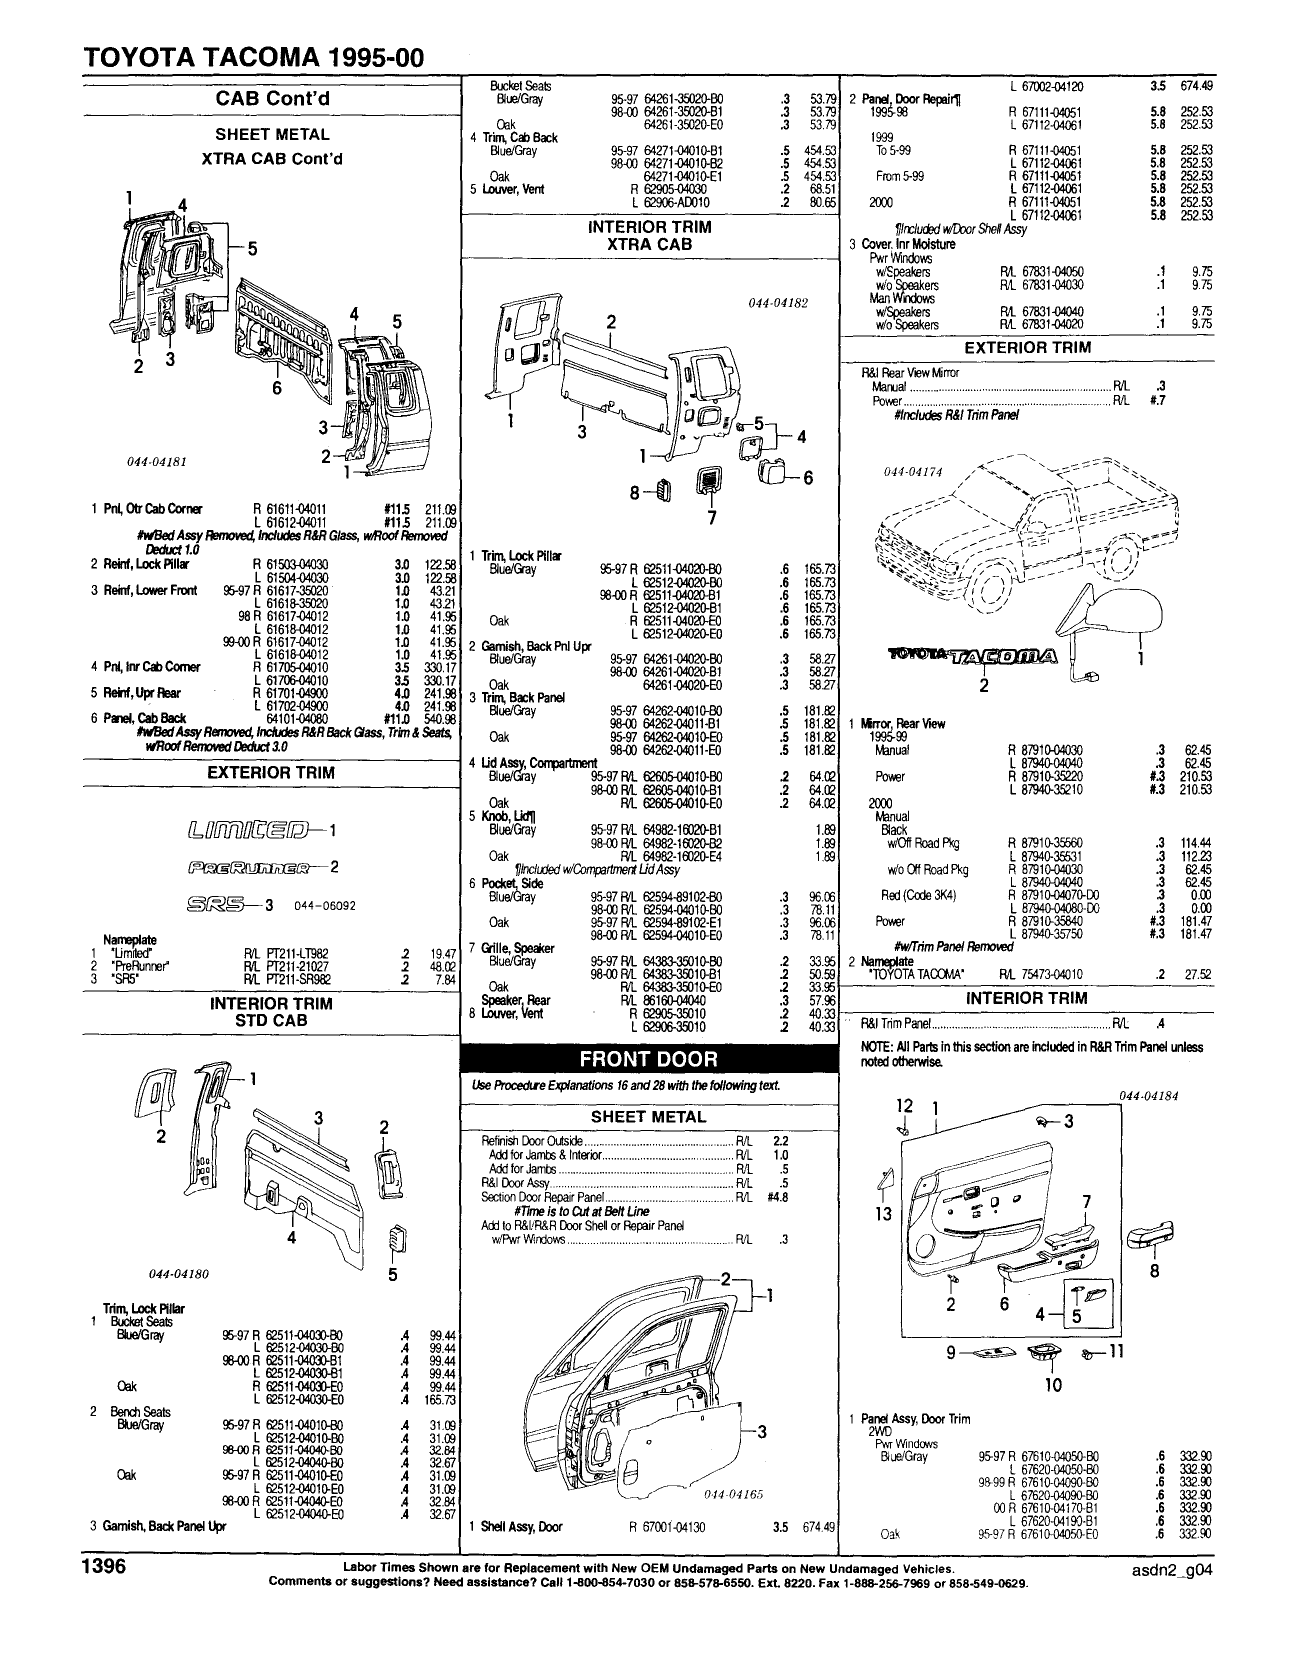 TOYOTA TACOMA 1995-00
CAB Cont'd
SHEET METAL
XTRA CAB Cont'd
1
4
5
2
3
6
4
5
3
2
1
044-04181
1 Pnl, Otr Cab Corner R 61611-04011 #11.5 211.09
L 61612-04011 #11.5 211.09
#w/Bed Assy Removed, Includes R&R Glass, w/Roof Removed
Deduct 1.0
2 Reinf, Lock Pillar R 61503-04030 3.0 122.58
L 61504-04030 3.0 122.58
3 Reinf, Lower Front 95-97 R 61617-35020 1.0 43.21
L 61618-35020 1.0 43.21
98 R 61617-04012 1.0 41.95
L 61618-04012 1.0 41.95
99-00 R 61617-04012 1.0 41.95
L 61618-04012 1.0 41.95
4 Pnl, Inr Cab Corner R 61705-04010 3.5 330.17
L 61706-04010 3.5 330.17
5 Reinf, Upr Rear R 61701-04900 4.0 241.98
L 61702-04900 4.0 241.98
6 Panel, Cab Back 64101-04080 #11.0 540.98
#w/Bed Assy Removed, Includes R&R Back Glass, Trim & Seats,
w/Roof Removed Deduct 3.0
EXTERIOR TRIM
LIMITED 1
PRERUNNER 2
SR5 3 044-06092
Nameplate
1 "Limited" R/L PT211-LT982 .2 19.47
2 "PreRunner" R/L PT211-21027 .2 48.02
3 "SR5" R/L PT211-SR982 .2 7.84
INTERIOR TRIM
STD CAB
1
2
3
2
4
5
044-04180
Trim, Lock Pillar
1 Bucket Seats
Blue/Gray 95-97 R 62511-04030-B0 .4 99.44
L 62512-04030-B0 .4 99.44
98-00 R 62511-04030-B1 .4 99.44
L 62512-04030-B1 .4 99.44
Oak R 62511-04030-E0 .4 99.44
L 62512-04030-E0 .4 165.73
2 Bench Seats
Blue/Gray 95-97 R 62511-04010-B0 .4 31.09
L 62512-04010-B0 .4 31.09
98-00 R 62511-04040-B0 .4 32.84
L 62512-04040-B0 .4 32.67
Oak 95-97 R 62511-04010-E0 .4 31.09
L 62512-04010-E0 .4 31.09
98-00 R 62511-04040-E0 .4 32.84
L 62512-04040-E0 .4 32.67
3 Garnish, Back Panel Upr
Bucket Seats
Blue/Gray 95-97 64261-35020-B0 .3 53.79
98-00 64261-35020-B1 .3 53.79
Oak 64261-35020-E0 .3 53.79
4 Trim, Cab Back
Blue/Gray 95-97 64271-04010-B1 .5 454.53
98-00 64271-04010-B2 .5 454.53
Oak 64271-04010-E1 .5 454.53
5 Louver, Vent R 62905-04030 .2 68.51
L 62906-AD010 .2 80.65
INTERIOR TRIM
XTRA CAB
044-04182
2
1
3
5
4
1
6
8
7
1 Trim, Lock Pillar
Blue/Gray 95-97 R 62511-04020-B0 .6 165.73
L 62512-04020-B0 .6 165.73
98-00 R 62511-04020-B1 .6 165.73
L 62512-04020-B1 .6 165.73
Oak R 62511-04020-E0 .6 165.73
L 62512-04020-E0 .6 165.73
2 Garnish, Back Pnl Upr
Blue/Gray 95-97 64261-04020-B0 .3 58.27
98-00 64261-04020-B1 .3 58.27
Oak 64261-04020-E0 .3 58.27
3 Trim, Back Panel
Blue/Gray 95-97 64262-04010-B0 .5 181.82
98-00 64262-04011-B1 .5 181.82
Oak 95-97 64262-04010-E0 .5 181.82
98-00 64262-04011-E0 .5 181.82
4 Lid Assy, Compartment
Blue/Gray 95-97 R/L 62605-04010-B0 .2 64.02
98-00 R/L 62605-04010-B1 .2 64.02
Oak R/L 62605-04010-E0 .2 64.02
5 Knob, Lid¶
Blue/Gray 95-97 R/L 64982-16020-B1 1.89
98-00 R/L 64982-16020-B2 1.89
Oak R/L 64982-16020-E4 1.89
¶Included w/Compartment Lid Assy
6 Pocket, Side
Blue/Gray 95-97 R/L 62594-89102-B0 .3 96.06
98-00 R/L 62594-04010-B0 .3 78.11
Oak 95-97 R/L 62594-89102-E1 .3 96.06
98-00 R/L 62594-04010-E0 .3 78.11
7 Grille, Speaker
Blue/Gray 95-97 R/L 64383-35010-B0 .2 33.95
98-00 R/L 64383-35010-B1 .2 50.59
Oak R/L 64383-35010-E0 .2 33.95
Speaker, Rear R/L 86160-04040 .3 57.96
8 Louver, Vent R 62905-35010 .2 40.33
L 62906-35010 .2 40.33
FRONT DOOR
Use Procedure Explanations 16 and 28 with the following text.
SHEET METAL
Refinish Door Outside R/L 2.2
Add for Jambs & Interior R/L 1.0
Add for Jambs R/L .5
R&I Door Assy R/L .5
Section Door Repair Panel R/L #4.8
#Time is to Cut at Belt Line
Add to R&I/R&R Door Shell or Repair Panel
w/Pwr Windows R/L .3
2
1
3
044-04165
1 Shell Assy, Door R 67001-04130 3.5 674.49
L 67002-04120 3.5 674.49
2 Panel, Door Repair¶
1995-98 R 67111-04051 5.8 252.53
L 67112-04061 5.8 252.53
1999
To 5-99 R 67111-04051 5.8 252.53
L 67112-04061 5.8 252.53
From 5-99 R 67111-04051 5.8 252.53
L 67112-04061 5.8 252.53
2000 R 67111-04051 5.8 252.53
L 67112-04061 5.8 252.53
¶Included w/Door Shell Assy
3 Cover, Inr Moisture
Pwr Windows
w/Speakers R/L 67831-04050 .1 9.75
w/o Speakers R/L 67831-04030 .1 9.75
Man Windows
w/Speakers R/L 67831-04040 .1 9.75
w/o Speakers R/L 67831-04020 .1 9.75
EXTERIOR TRIM
R&I Rear View Mirror
Manual R/L .3
Power R/L #.7
#Includes R&I Trim Panel
044-04174
TOYOTA TACOMA
1
2
1 Mirror, Rear View
1995-99
Manual R 87910-04030 .3 62.45
L 87940-04040 .3 62.45
Power R 87910-35220 #.3 210.53
L 87940-35210 #.3 210.53
2000
Manual
Black
w/Off Road Pkg R 87910-35560 .3 114.44
L 87940-35531 .3 112.23
w/o Off Road Pkg R 87910-04030 .3 62.45
L 87940-04040 .3 62.45
Red (Code 3K4) R 87910-04070-D0 .3 0.00
L 87940-04080-D0 .3 0.00
Power R 87910-35840 #.3 181.47
L 87940-35750 #.3 181.47
#w/Trim Panel Removed
2 Nameplate
"TOYOTA TACOMA" R/L 75473-04010 .2 27.52
INTERIOR TRIM
R&I Trim Panel R/L .4
NOTE: All Parts in this section are included in R&R Trim Panel unless
noted otherwise.
044-04184
12
1
3
13
7
8
2
6
4
5
9
11
10
1 Panel Assy, Door Trim
2WD
Pwr Windows
Blue/Gray 95-97 R 67610-04050-B0 .6 332.90
L 67620-04050-B0 .6 332.90
98-99 R 67610-04090-B0 .6 332.90
L 67620-04090-B0 .6 332.90
00 R 67610-04170-B1 .6 332.90
L 67620-04190-B1 .6 332.90
Oak 95-97 R 67610-04050-E0 .6 332.90
1396
Labor Times Shown are for Replacement with New OEM Undamaged Parts on New Undamaged Vehicles.
Comments or suggestions? Need assistance? Call 1-800-854-7030 or 858-578-6550. Ext. 8220. Fax 1-888-256-7969 or 858-549-0629.
asdn2_g04